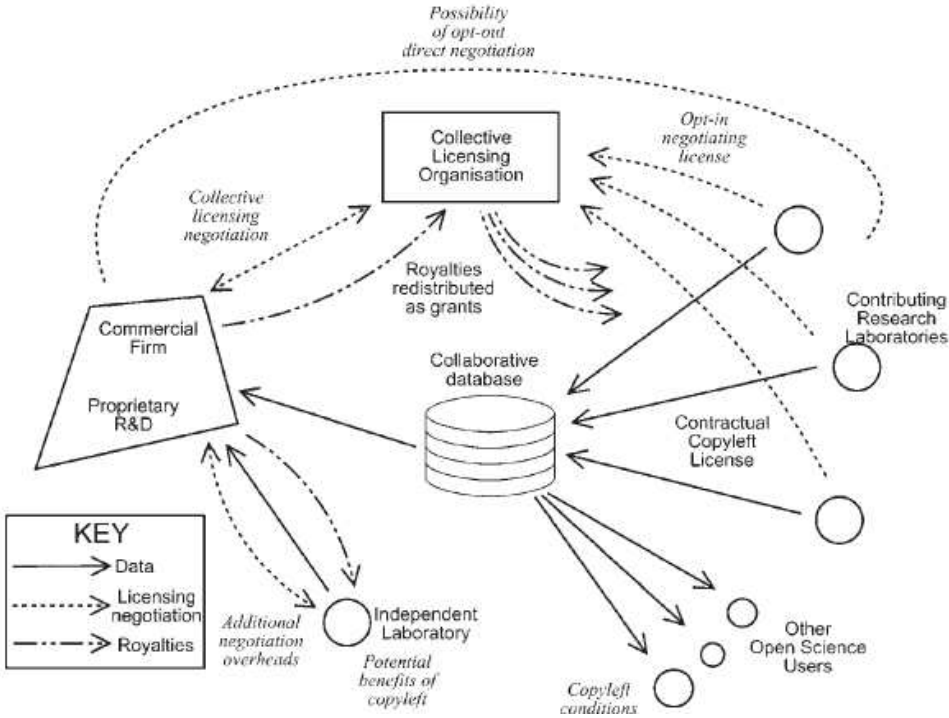 Possibility
of opt-out
direct negotiation
Collective
Licensing
Organisation
Opt-in
negotiating
license
Collective
licensing
negotiation
Royalties
redistributed
as grants
Contributing
Research
Laboratories
Commercial
Firm
Proprietary
R&D
Collaborative
database
Contractual
Copyleft
License
KEY
Data
Licensing
negotiation
Royalties
Additional
negotiation
overheads
Independent
Laboratory
Potential
benefits of
copyleft
Other
Open Science
Users
Copyleft
conditions